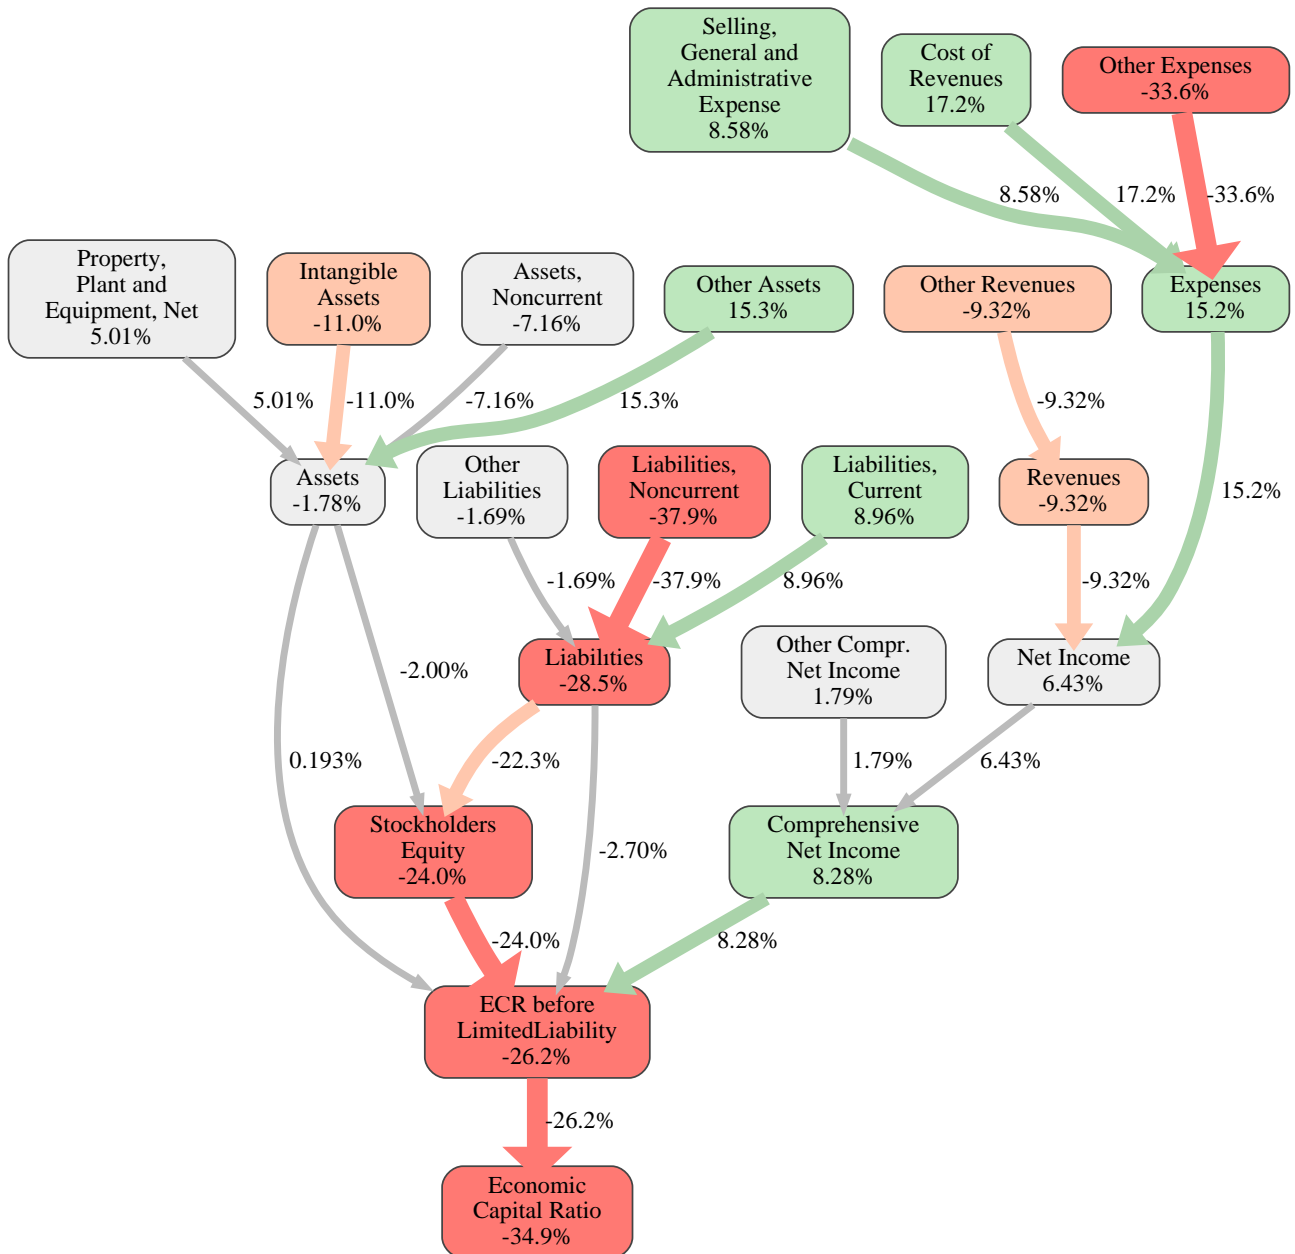 Selling,
General and
Administrative
Expense
8.58%
Cost of
Revenues
17.2%
Other Expenses
-33.6%
8.58%
17.2%
-33.6%
Property,
Plant and
Equipment, Net
5.01%
Intangible
Assets
-11.0%
Assets,
Noncurrent
-7.16%
Other Assets
15.3%
Other Revenues
-9.32%
Expenses
15.2%
5.01%
-11.0%
-7.16%
15.3%
-9.32%
Assets
-1.78%
Other
Liabilities
-1.69%
Liabilities,
Noncurrent
-37.9%
Liabilities,
Current
8.96%
Revenues
-9.32%
15.2%
-1.69%
-37.9%
8.96%
-9.32%
Liabilities
-28.5%
Other Compr.
Net Income
1.79%
Net Income
6.43%
-2.00%
0.193%
-22.3%
1.79%
6.43%
Stockholders
Equity
-24.0%
-2.70%
Comprehensive
Net Income
8.28%
-24.0%
8.28%
ECR before
LimitedLiability
-26.2%
-26.2%
Economic
Capital Ratio
-34.9%